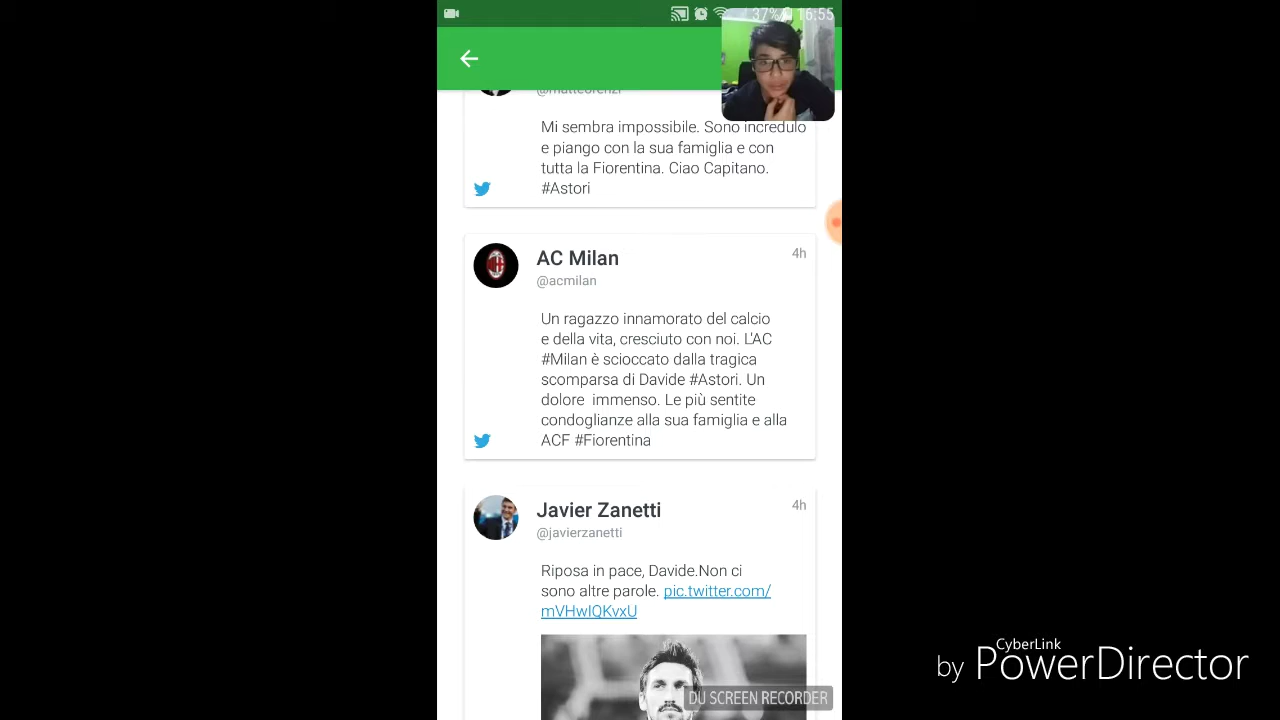 37% 16:55
@matteorenzi
Mi sembra impossibile. Sono incredulo
e piango con la sua famiglia e con
tutta la Fiorentina. Ciao Capitano.
#Astori
AC Milan
4h
@acmilan
Un ragazzo innamorato del calcio
e della vita, cresciuto con noi. L'AC
#Milan è scioccato dalla tragica
scomparsa di Davide #Astori. Un
dolore immenso. Le più sentite
condoglianze alla sua famiglia e alla
ACF #Fiorentina
Javier Zanetti
4h
@javierzanetti
Riposa in pace, Davide.Non ci
sono altre parole. pic.twitter.com/
mVHwIQKvxU
DU SCREEN RECORDER
CyberLink
by PowerDirector